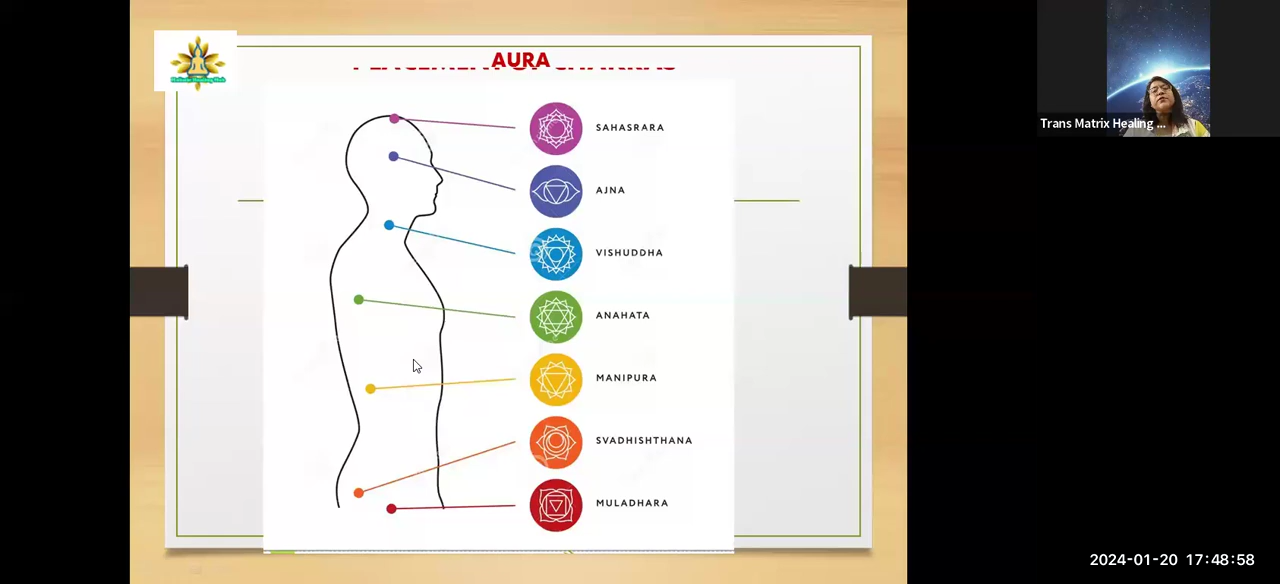 AURA
SAHASRARA
AJNA
VISHUDDHA
ANAHATA
MANIPURA
SVADHISHTHANA
MULADHARA
Trans Matrix Healing ...
2024-01-20 17:48:58